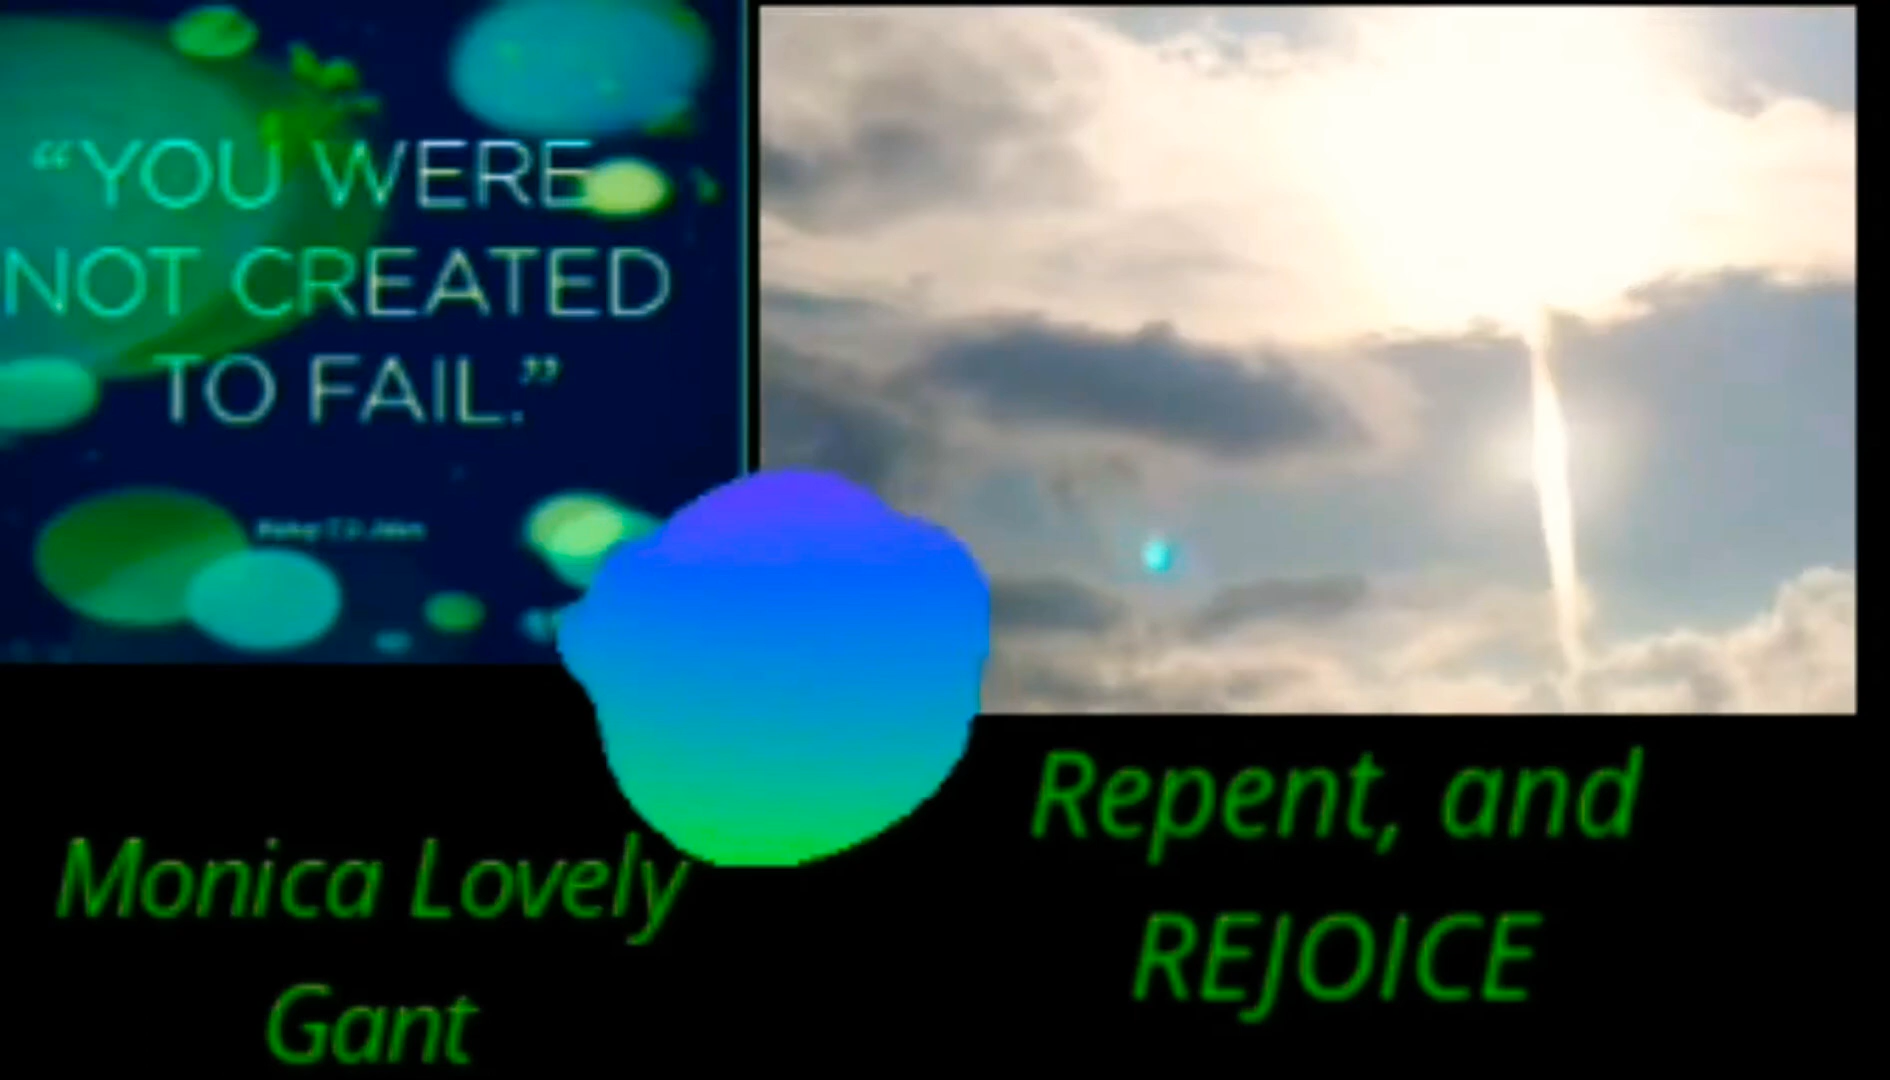 “YOU WERE
NOT CREATED
TO FAIL.”
Monica Lovely
Gant
Repent, and
REJOICE